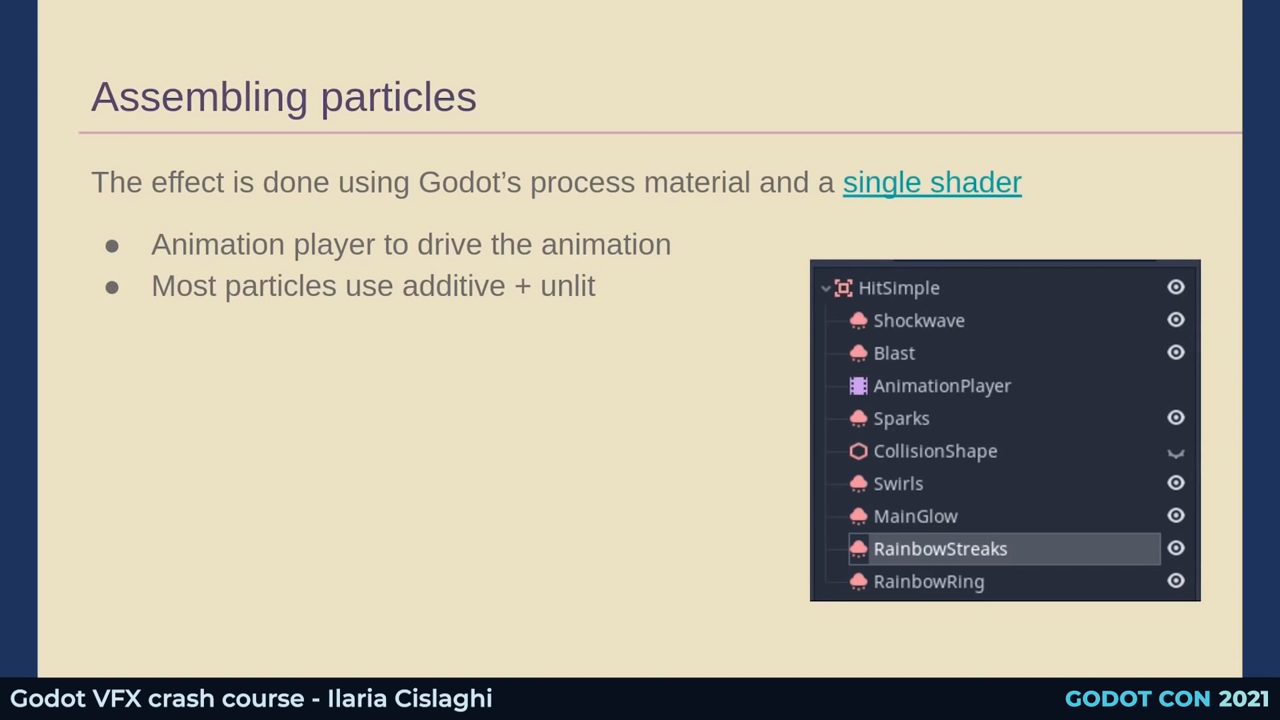 Assembling particles
The effect is done using Godot’s process material and a single shader
● Animation player to drive the animation
● Most particles use additive + unlit
HitSimple
Shockwave
Blast
AnimationPlayer
Sparks
CollisionShape
Swirls
MainGlow
RainbowStreaks
RainbowRing
Godot VFX crash course - Ilaria Cislaghi
GODOT CON 2021